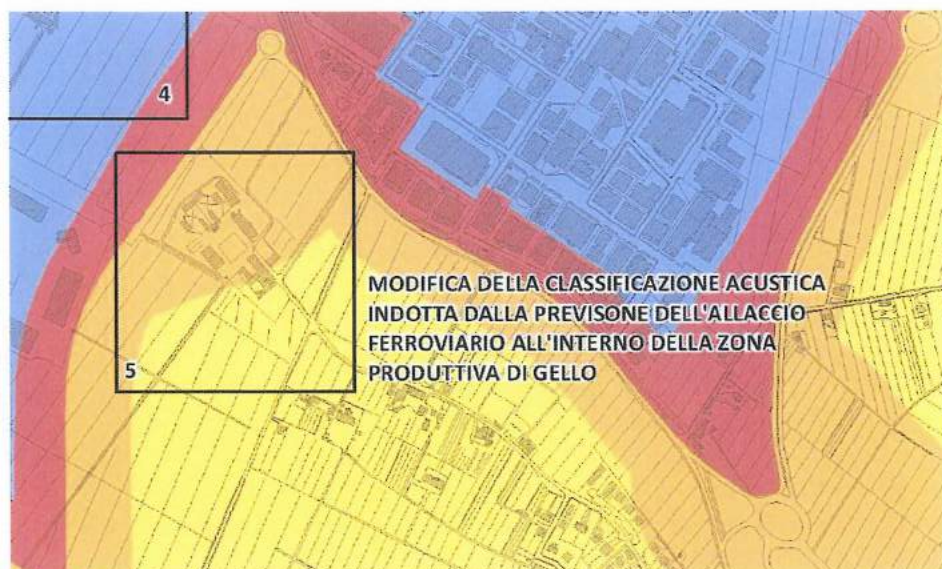 4
MODIFICA DELLA CLASSIFICAZIONE ACUSTICA
INDOTTA DALLA PREVISONE DELL'ALLACCIO
FERROVIARIO ALL'INTERNO DELLA ZONA
PRODUTTIVA DI GELLO
5